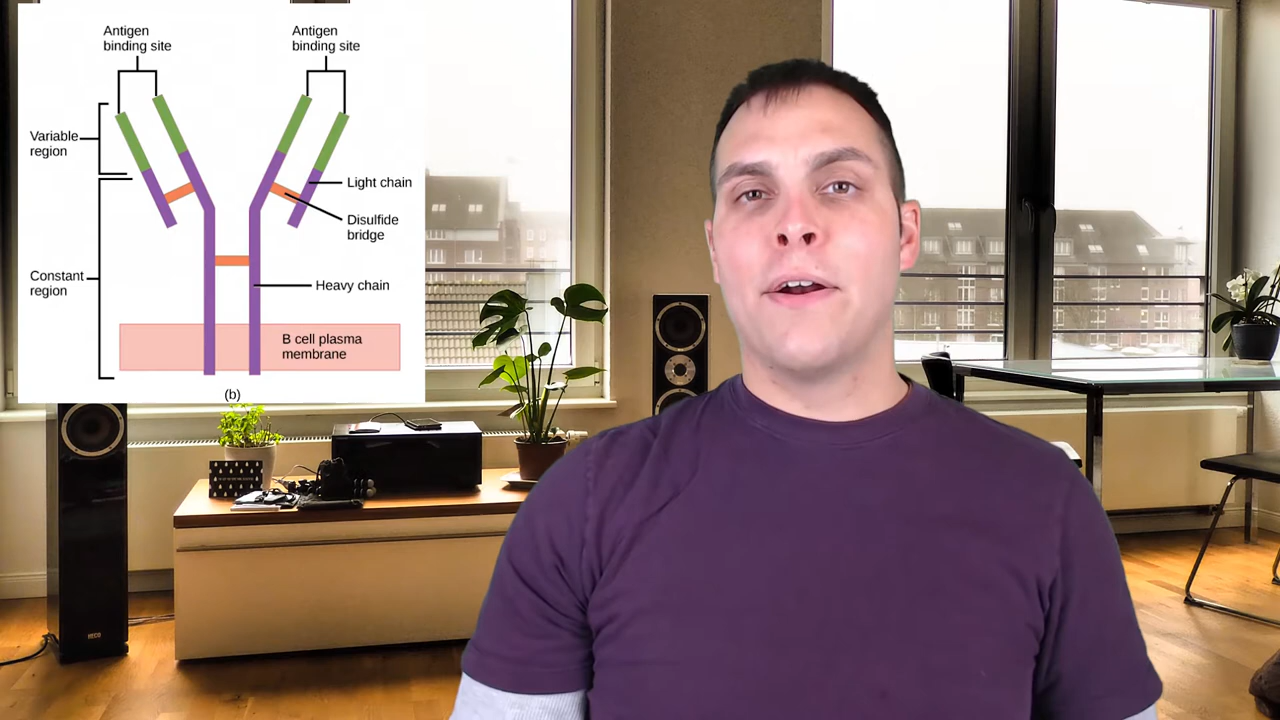 Antigen
binding site
Antigen
binding site
Variable
region
Light chain
Disulfide
bridge
Constant
region
Heavy chain
B cell plasma
membrane
(b)
HECO